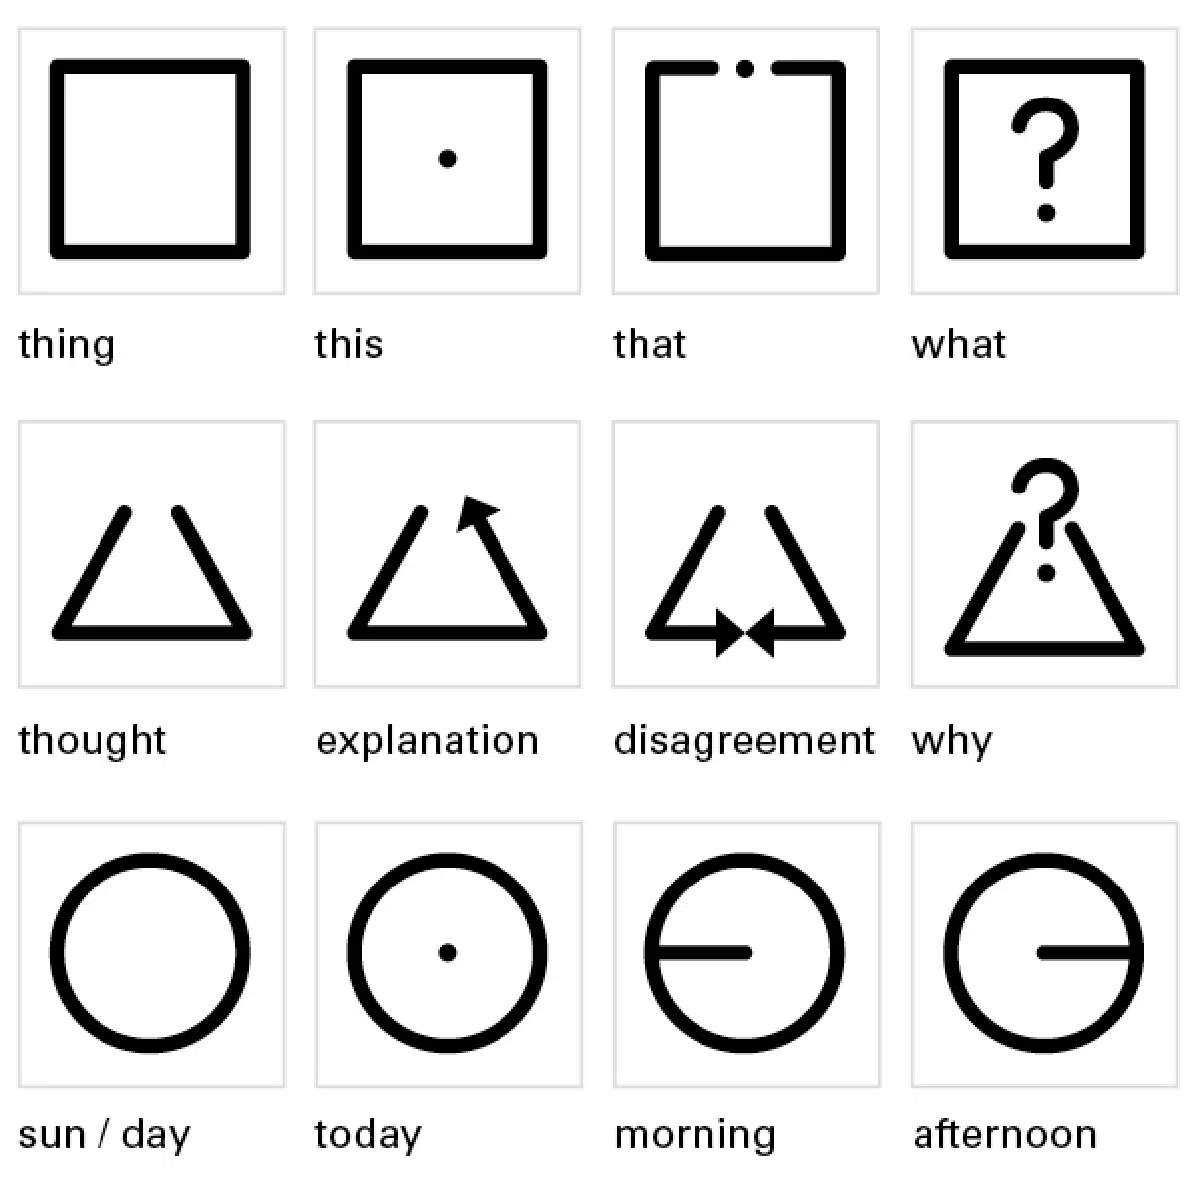 ?
thing this that what
?
thought explanation disagreement why
sun / day today morning afternoon